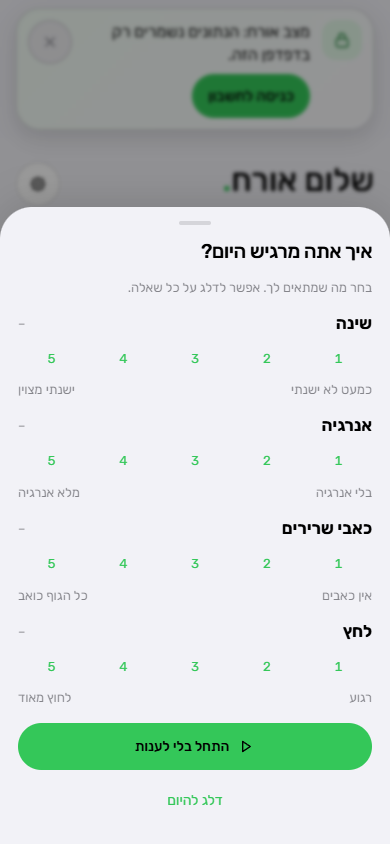 מצב אורח: הנתונים נשמרים רק
בדפדפן הזה.
כניסה לחשבון
שלום אורח.
איך אתה מרגיש היום?
בחר מה שמתאים לך. אפשר לדלג על כל שאלה.
שינה –
1 2 3 4 5
כמעט לא ישנתי ישנתי מצוין
אנרגיה –
1 2 3 4 5
בלי אנרגיה מלא אנרגיה
כאבי שרירים –
1 2 3 4 5
אין כאבים כל הגוף כואב
לחץ –
1 2 3 4 5
רגוע לחוץ מאוד
התחל בלי לענות
דלג להיום